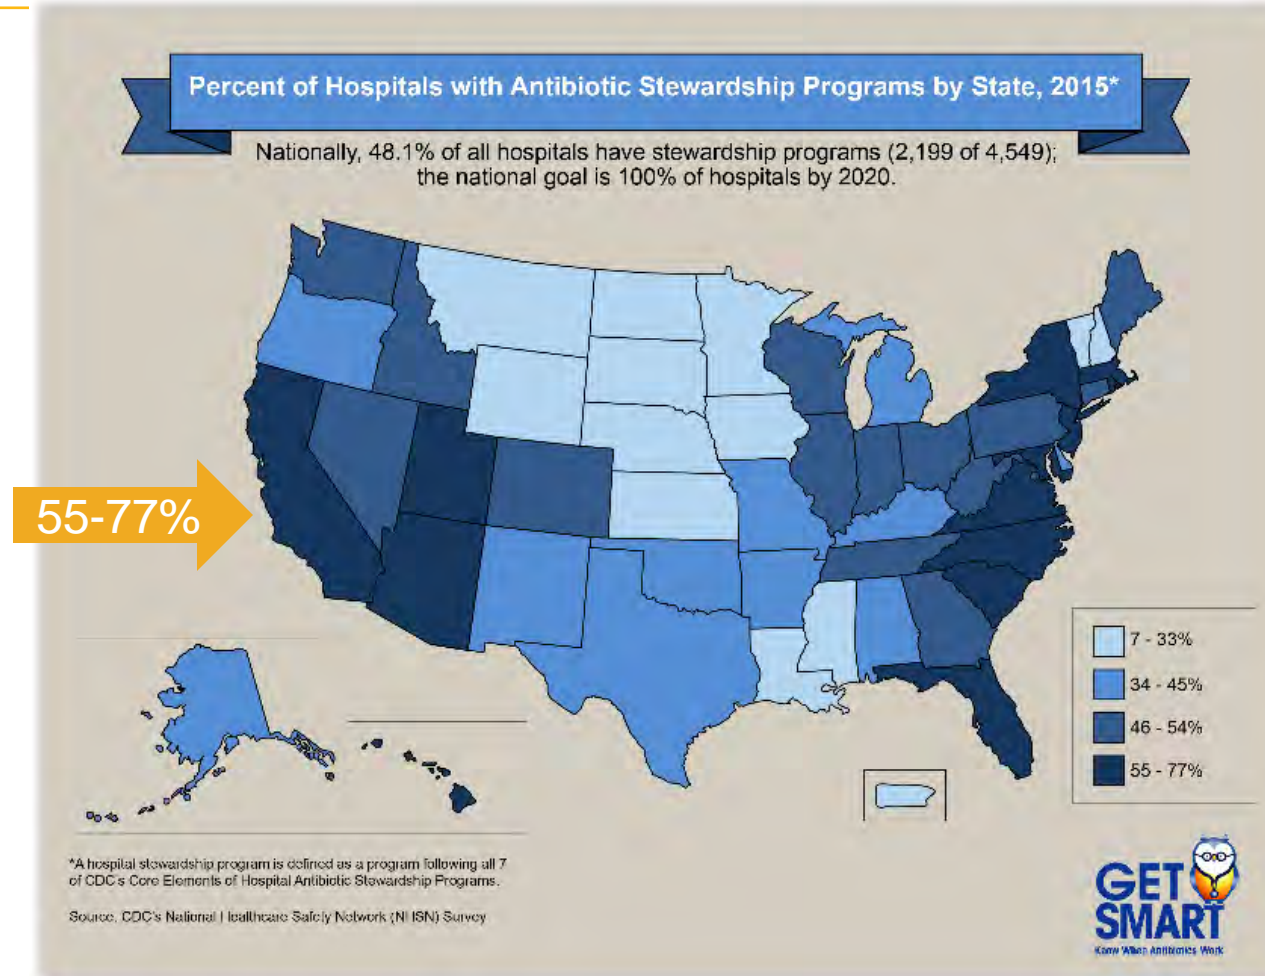 Percent of Hospitals with Antibiotic Stewardship Programs by State, 2015*
Nationally, 48.1% of all hospitals have stewardship programs (2,199 of 4,549);
the national goal is 100% of hospitals by 2020.
55-77%
7 - 33%
34 - 45%
46 - 54%
55 - 77%
*A hospital stewardship program is defined as a program following all 7
of CDC's Core Elements of Hospital Antibiotic Stewardship Programs.
Source: CDC's National Healthcare Safety Network (NHSN) Survey
GET
SMART
Know When Antibiotics Work